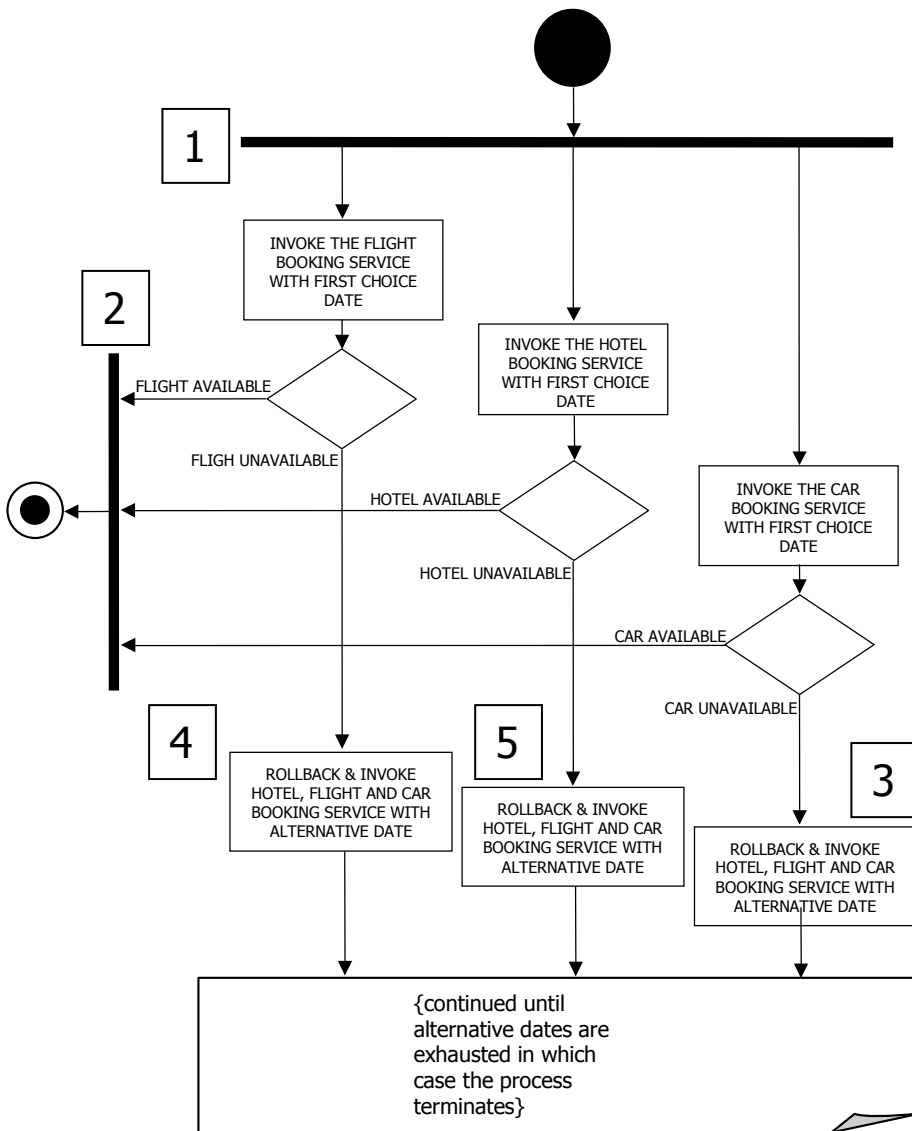 1
INVOKE THE FLIGHT
BOOKING SERVICE
WITH FIRST CHOICE
DATE
2
INVOKE THE HOTEL
BOOKING SERVICE
WITH FIRST CHOICE
DATE
FLIGHT AVAILABLE
FLIGH UNAVAILABLE
INVOKE THE CAR
BOOKING SERVICE
WITH FIRST CHOICE
DATE
HOTEL AVAILABLE
HOTEL UNAVAILABLE
CAR AVAILABLE
CAR UNAVAILABLE
4
ROLLBACK & INVOKE
HOTEL, FLIGHT AND CAR
BOOKING SERVICE WITH
ALTERNATIVE DATE
5
ROLLBACK & INVOKE
HOTEL, FLIGHT AND CAR
BOOKING SERVICE WITH
ALTERNATIVE DATE
3
ROLLBACK & INVOKE
HOTEL, FLIGHT AND CAR
BOOKING SERVICE WITH
ALTERNATIVE DATE
{continued until
alternative dates are
exhausted in which
case the process
terminates}